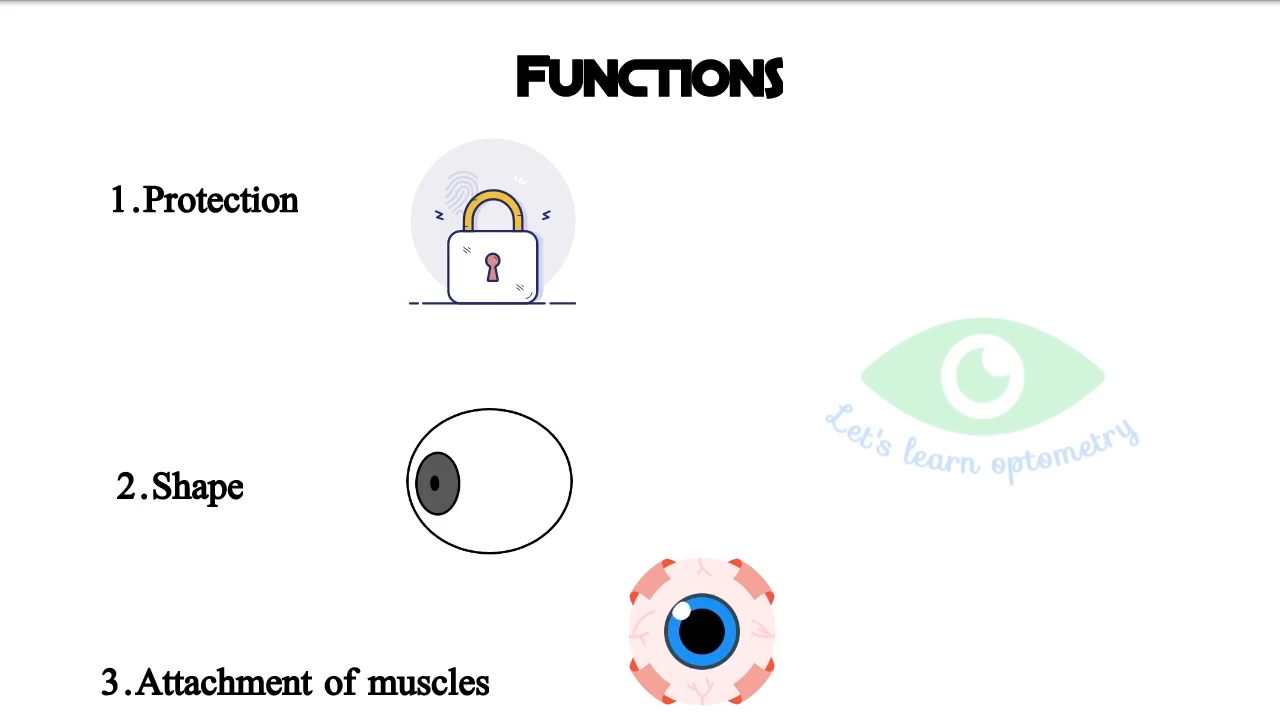 FUNCTIONS
1.Protection
Let's learn optometry
2.Shape
3.Attachment of muscles